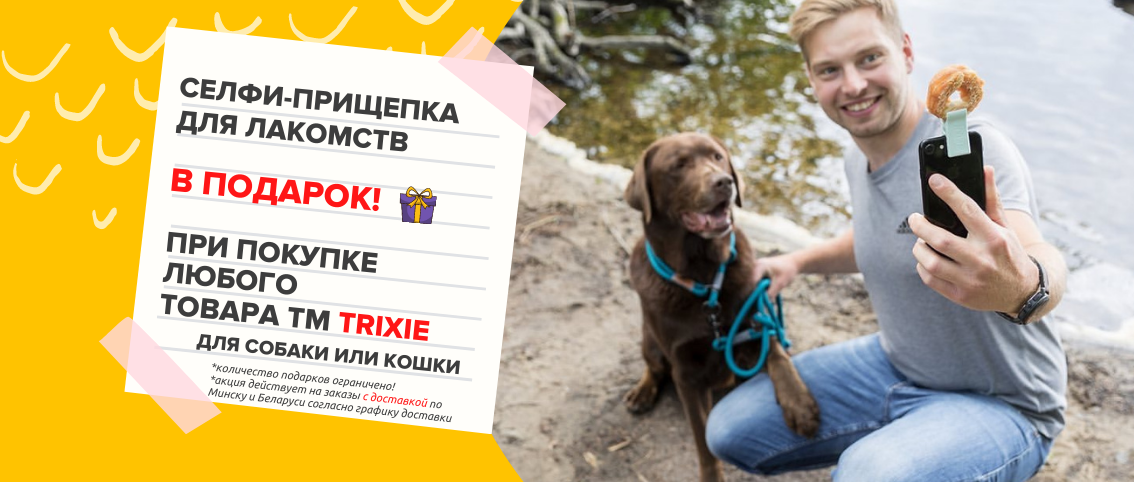 СЕЛФИ-ПРИЩЕПКА
ДЛЯ ЛАКОМСТВ
В ПОДАРОК!
ПРИ ПОКУПКЕ
ЛЮБОГО
ТОВАРА ТМ TRIXIE
ДЛЯ СОБАКИ ИЛИ КОШКИ
*количество подарков ограничено!
*акция действует на заказы с доставкой по
Минску и Беларуси согласно графику доставки